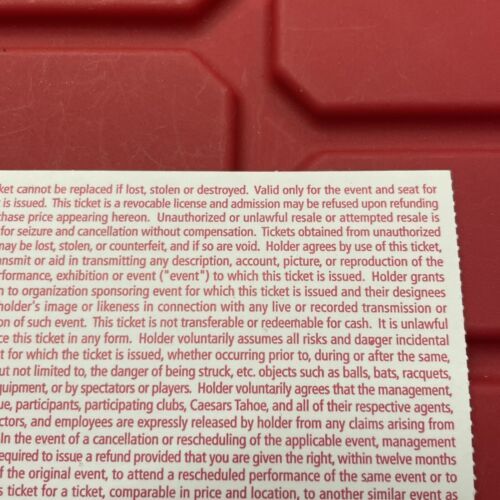 ket cannot be replaced if lost, stolen or destroyed. Valid only for the event and seat for
is issued. This ticket is a revocable license and admission may be refused upon refunding
hase price appearing hereon. Unauthorized or unlawful resale or attempted resale is
for seizure and cancellation without compensation. Tickets obtained from unauthorized
may be lost, stolen, or counterfeit, and if so are void. Holder agrees by use of this ticket,
nsmit or aid in transmitting any description, account, picture, or reproduction of the
rformance, exhibition or event ("event") to which this ticket is issued. Holder grants
n to organization sponsoring event for which this ticket is issued and their designees
holder's image or likeness in connection with any live or recorded transmission or
on of such event. This ticket is not transferable or redeemable for cash. It is unlawful
ce this ticket in any form. Holder voluntarily assumes all risks and danger incidental
t for which the ticket is issued, whether occurring prior to, during or after the same,
but not limited to, the danger of being struck, etc. objects such as balls, bats, racquets,
quipment, or by spectators or players. Holder voluntarily agrees that the management,
ue, participants, participating clubs, Caesars Tahoe, and all of their respective agents,
ctors, and employees are expressly released by holder from any claims arising from
In the event of a cancellation or rescheduling of the applicable event, management
equired to issue a refund provided that you are given the right, within twelve months
f the original event, to attend a rescheduled performance of the same event or to
is ticket for a ticket, comparable in price and location, to another similar event as